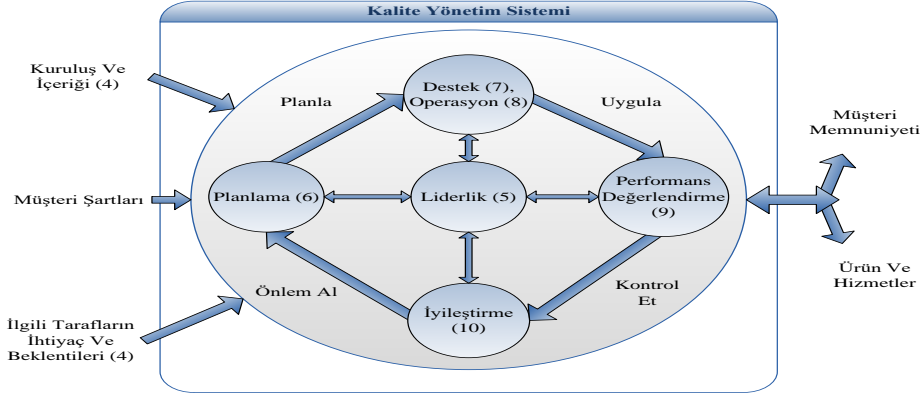 Kalite Yönetim Sistemi
Kuruluş Ve
İçeriği (4)
Müşteri Şartları
İlgili Tarafların
İhtiyaç Ve
Beklentileri (4)
Planla
Destek (7),
Operasyon (8)
Uygula
Planlama (6)
Liderlik (5)
Performans
Değerlendirme
(9)
Önlem Al
İyileştirme
(10)
Kontrol
Et
Müşteri
Memnuniyeti
Ürün Ve
Hizmetler